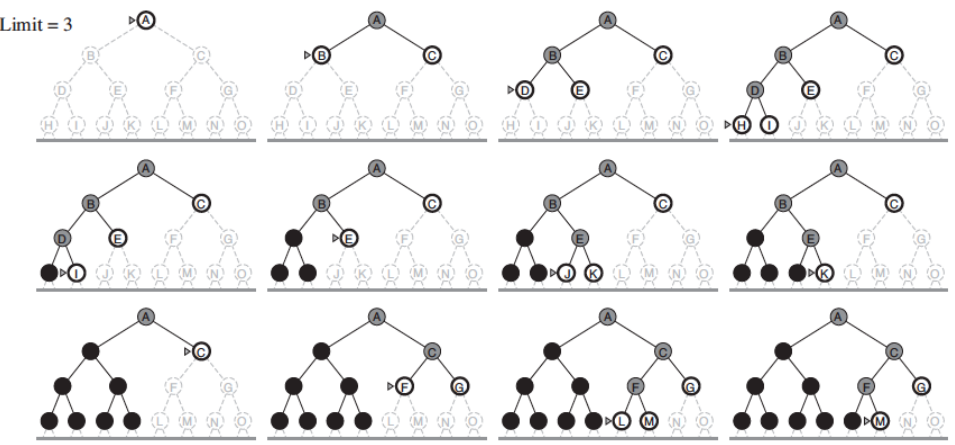 Limit = 3
A
B C
D E F G
H I J K L M N O
A
B C
D E F G
H I J K L M N O
A
B C
D E F G
H I J K L M N O
A
B C
D E F G
H I J K L M N O
A
B C
D E F G
I J K L M N O
A
B C
E F G
J K L M N O
A
B C
E F G
J K L M N O
A
B C
E F G
K L M N O
A
C
F G
L M N O
A
C
F G
L M N O
A
C
F G
L M N O
A
C
F G
M N O